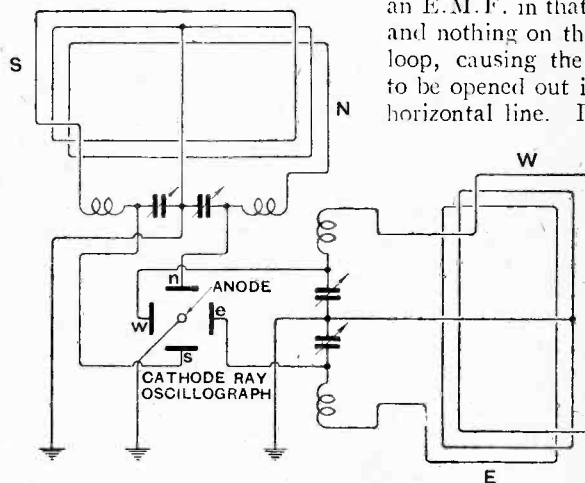 an E.M.F. in that
and nothing on th
loop, causing the
to be opened out i
horizontal line. I
S
N
W
n
ANODE
w
e
s
CATHODE RAY
OSCILLOGRAPH
E